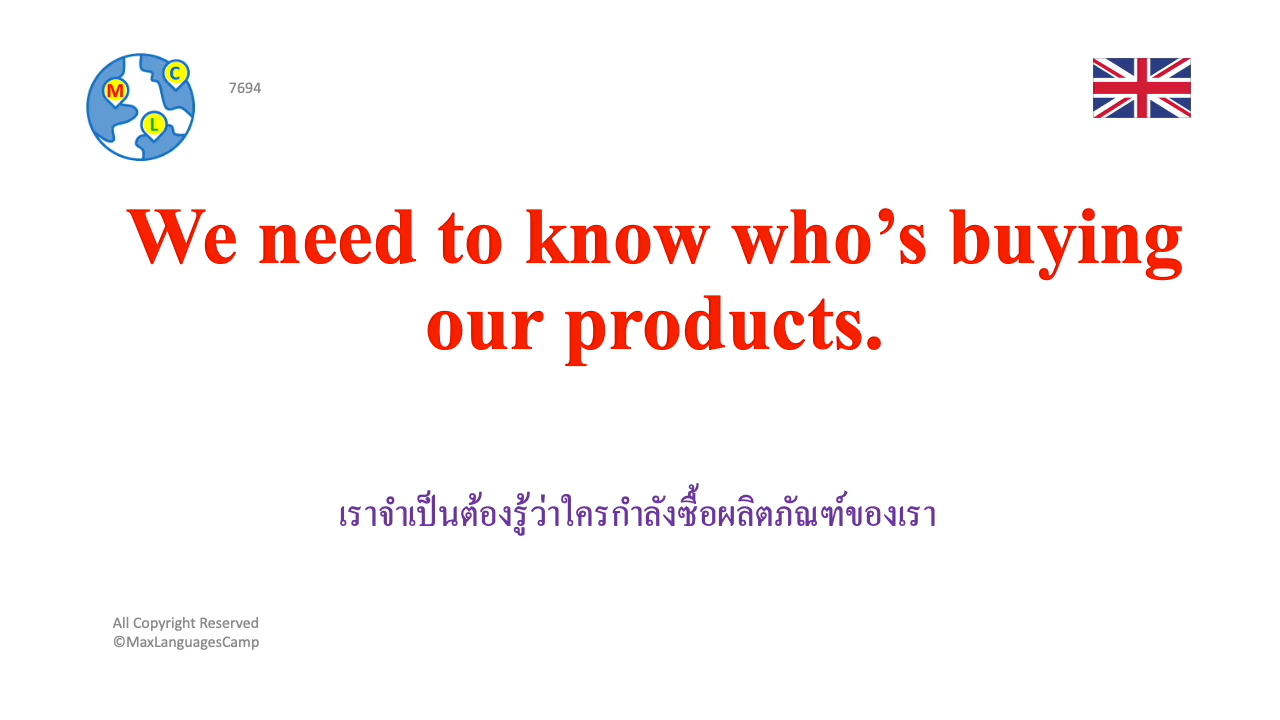 M
C
L
7694
We need to know who’s buying
our products.
เราจำเป็นต้องรู้ว่าใครกำลังซื้อผลิตภัณฑ์ของเรา
All Copyright Reserved
©MaxLanguagesCamp